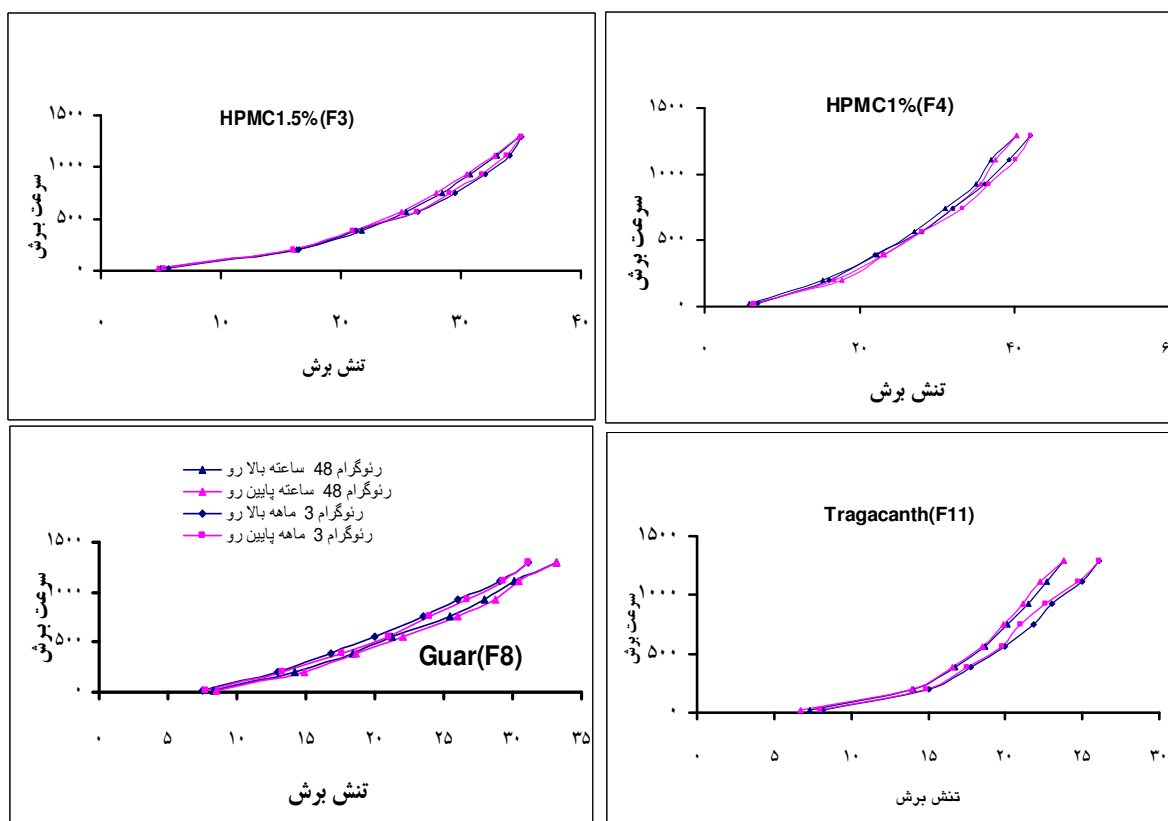 HPMC1.5%(F3)
۱۵۰۰
۱۰۰۰
۵۰۰
۰
سرعت برش
۰ ۱۰ ۲۰ ۳۰ ۴۰
تنش برش
HPMC1%(F4)
۱۵۰۰
۱۰۰۰
۵۰۰
۰
سرعت برش
۰ ۲۰ ۴۰ ۶
تنش برش
رئوگرام 48 ساعته بالا رو
رئوگرام 48 ساعته پایین رو
رئوگرام 3 ماهه بالا رو
رئوگرام 3 ماهه پایین رو
۱۵۰۰
۱۰۰۰
۵۰۰
۰
سرعت برش
Guar(F8)
۰ ۵ ۱۰ ۱۵ ۲۰ ۲۵ ۳۰ ۳۵
تنش برش
Tragacanth(F11)
۱۵۰۰
۱۰۰۰
۵۰۰
۰
سرعت برش
۰ ۵ ۱۰ ۱۵ ۲۰ ۲۵ ۳۰
تنش برش